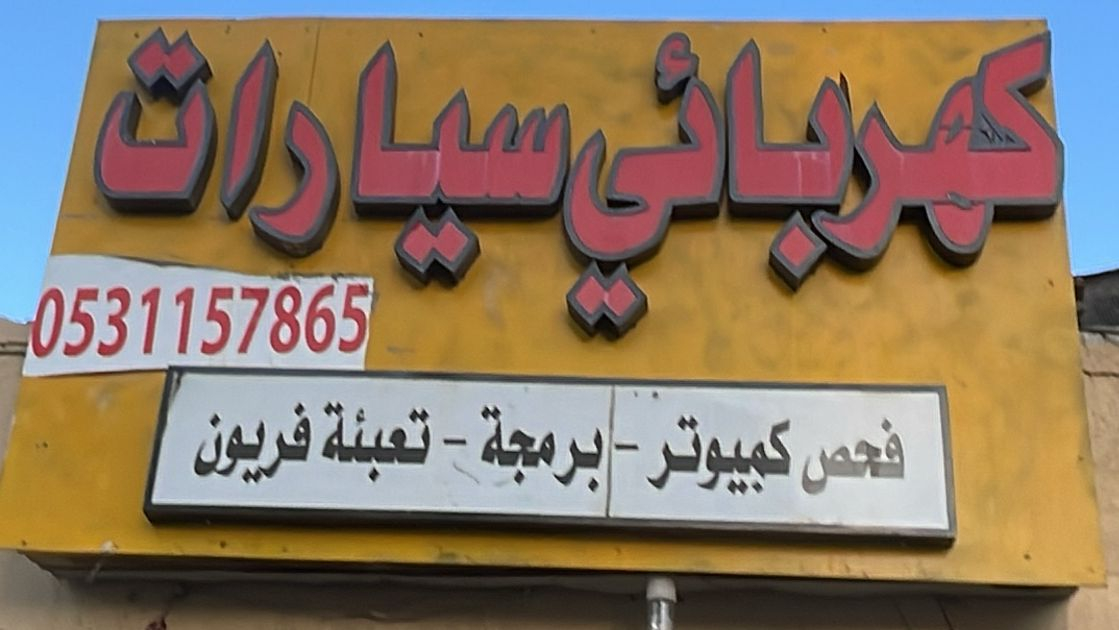 كهربائي سيارات
0531157865
فحص كمبيوتر - برمجة - تعبئة فريون